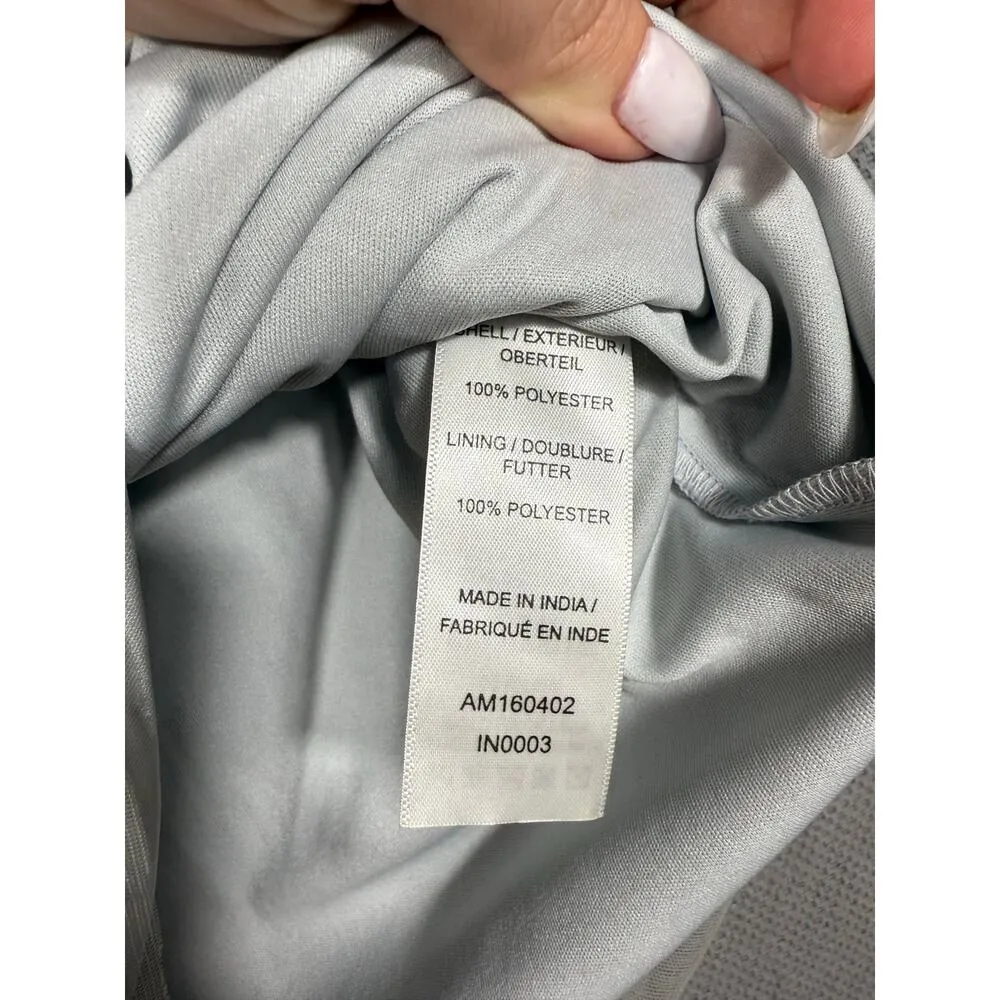 SHELL / EXTERIEUR /
OBERTEIL
100% POLYESTER
LINING / DOUBLURE /
FUTTER
100% POLYESTER
MADE IN INDIA /
FABRIQUÉ EN INDE
AM160402
IN0003